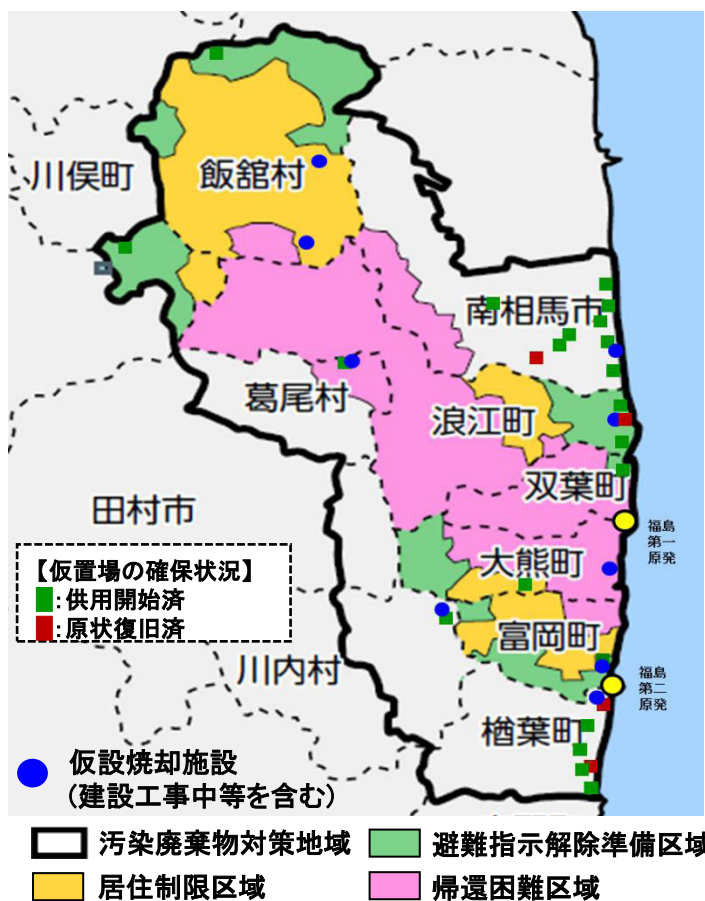 川俣町
飯舘村
南相馬市
葛尾村
浪江町
双葉町
田村市
福島
第一
原発
大熊町
【仮置場の確保状況】
:供用開始済
:原状復旧済
富岡町
川内村
福島
第二
原発
楢葉町
仮設焼却施設
(建設工事中等を含む)
汚染廃棄物対策地域
避難指示解除準備区域
居住制限区域
帰還困難区域